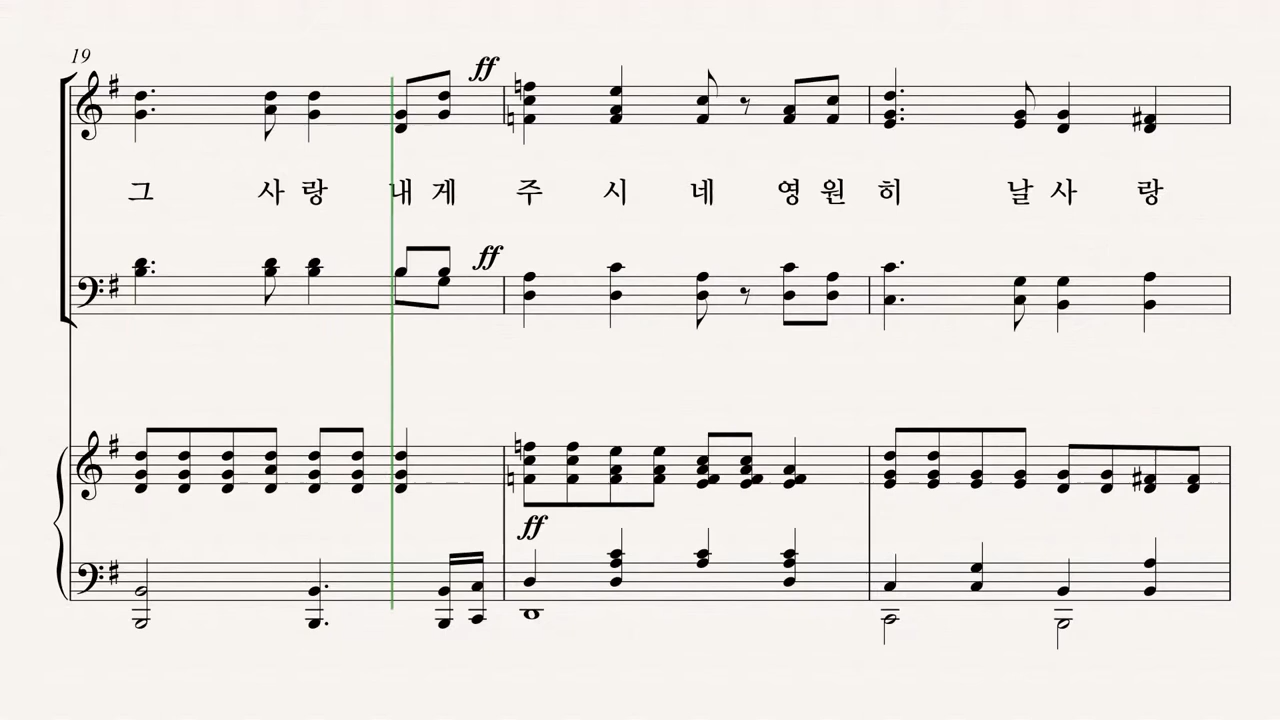 19
ff
그 사 랑 내 게 주 시 네 영 원 히 날 사 랑
ff
ff